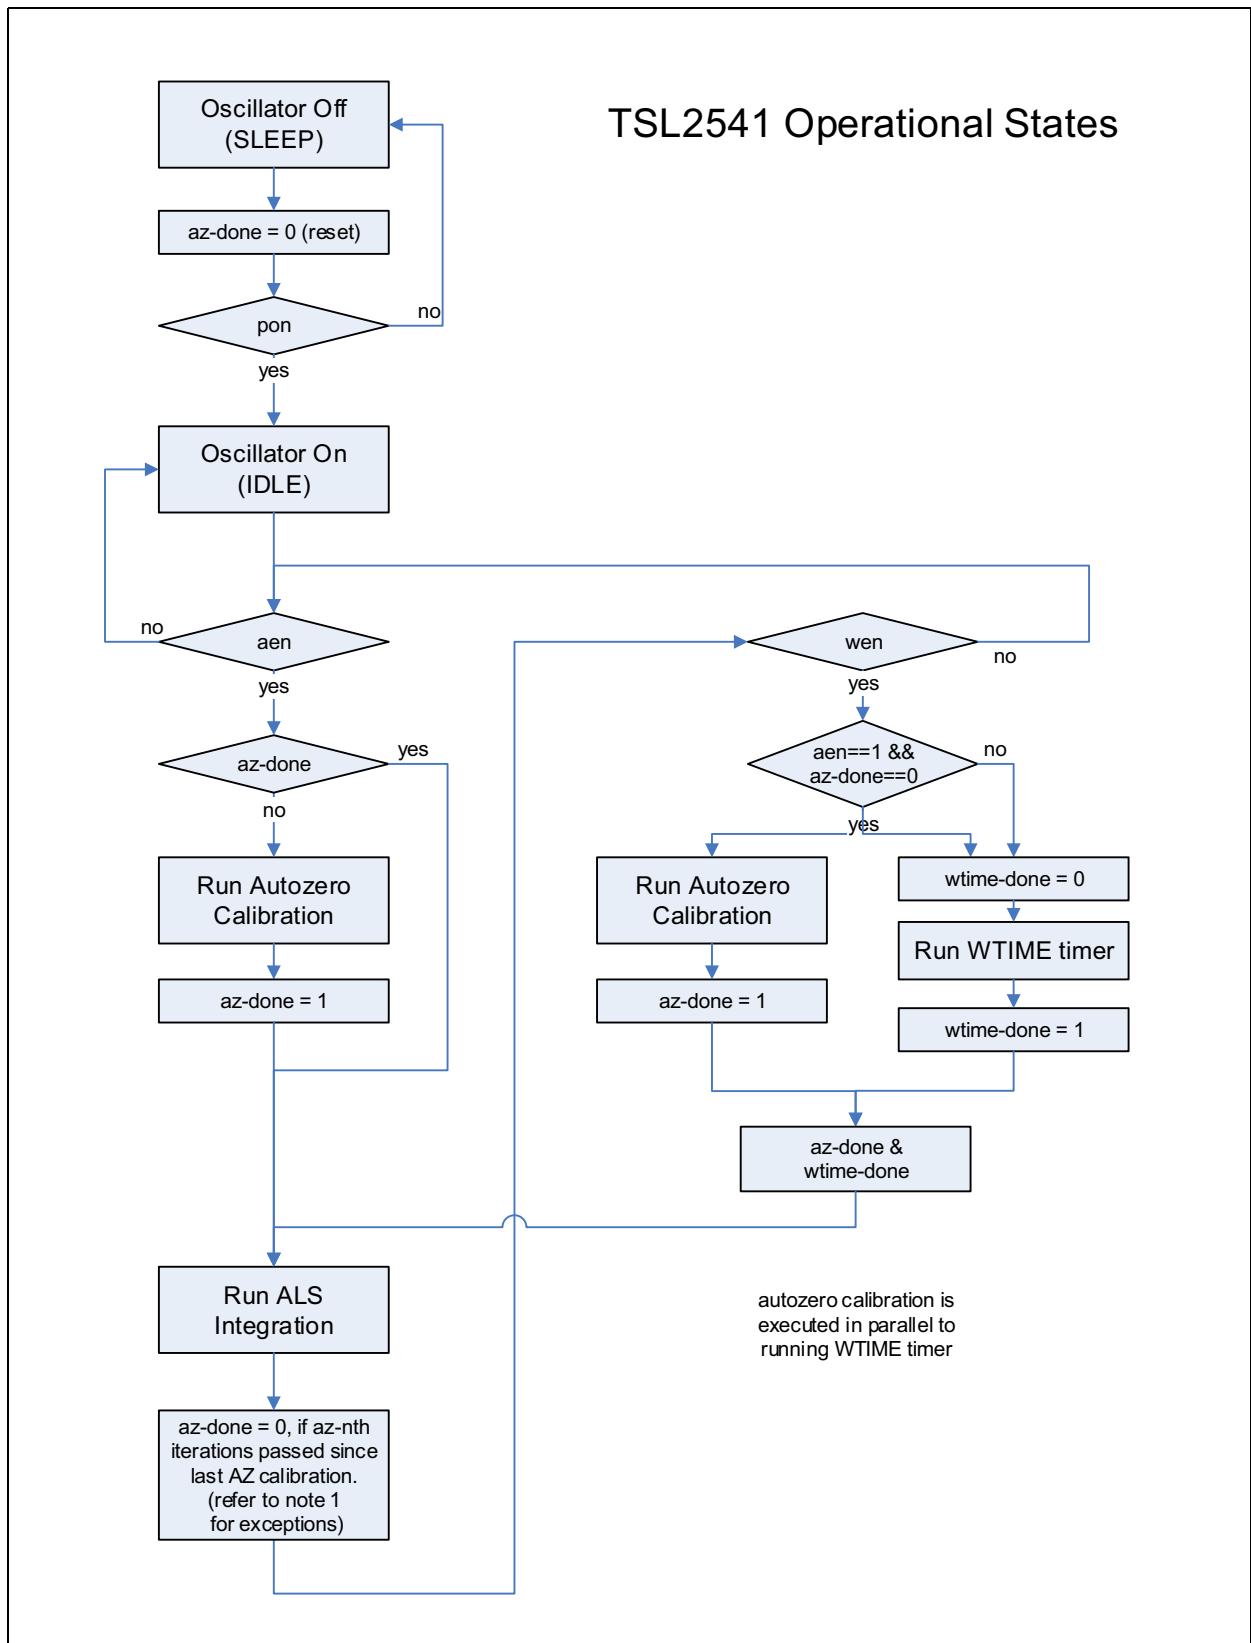 TSL2541 Operational States
Oscillator Off
(SLEEP)
az-done = 0 (reset)
pon
no
yes
Oscillator On
(IDLE)
aen
no
yes
az-done
yes
no
Run Autozero
Calibration
az-done = 1
wen
no
yes
aen==1 &&
az-done==0
no
yes
Run Autozero
Calibration
az-done = 1
wtime-done = 0
Run WTIME timer
wtime-done = 1
az-done &
wtime-done
Run ALS
Integration
az-done = 0, if az-nth
iterations passed since
last AZ calibration.
(refer to note 1
for exceptions)
autozero calibration is
executed in parallel to
running WTIME timer